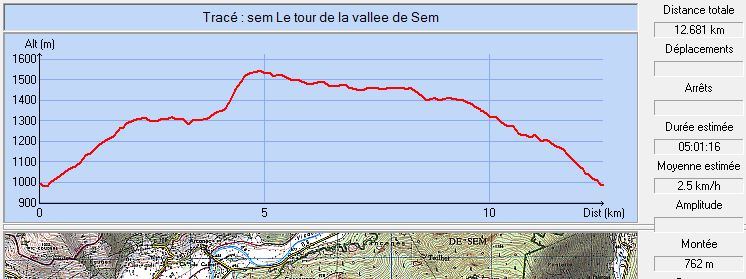 Tracé : sem Le tour de la vallee de Sem
Alt (m)
1600
1500
1400
1300
1200
1100
1000
900
0
5
10
Dist (km)
Distance totale
12.681 km
Déplacements
Arrêts
Durée estimée
05:01:16
Moyenne estimée
2.5 km/h
Amplitude
Montée
762 m
DE SEM